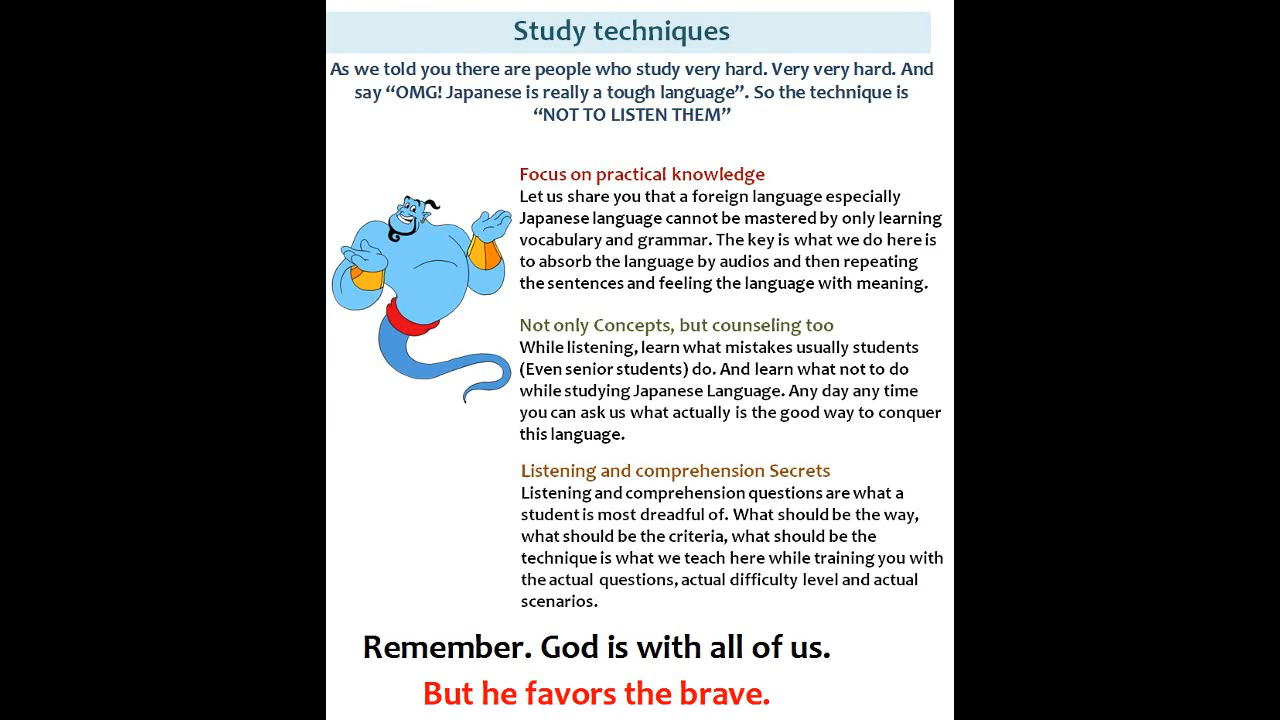 Study techniques
As we told you there are people who study very hard. Very very hard. And
say “OMG! Japanese is really a tough language”. So the technique is
“NOT TO LISTEN THEM”
Focus on practical knowledge
Let us share you that a foreign language especially
Japanese language cannot be mastered by only learning
vocabulary and grammar. The key is what we do here is
to absorb the language by audios and then repeating
the sentences and feeling the language with meaning.
Not only Concepts, but counseling too
While listening, learn what mistakes usually students
(Even senior students) do. And learn what not to do
while studying Japanese Language. Any day any time
you can ask us what actually is the good way to conquer
this language.
Listening and comprehension Secrets
Listening and comprehension questions are what a
student is most dreadful of. What should be the way,
what should be the criteria, what should be the
technique is what we teach here while training you with
the actual questions, actual difficulty level and actual
scenarios.
Remember. God is with all of us.
But he favors the brave.